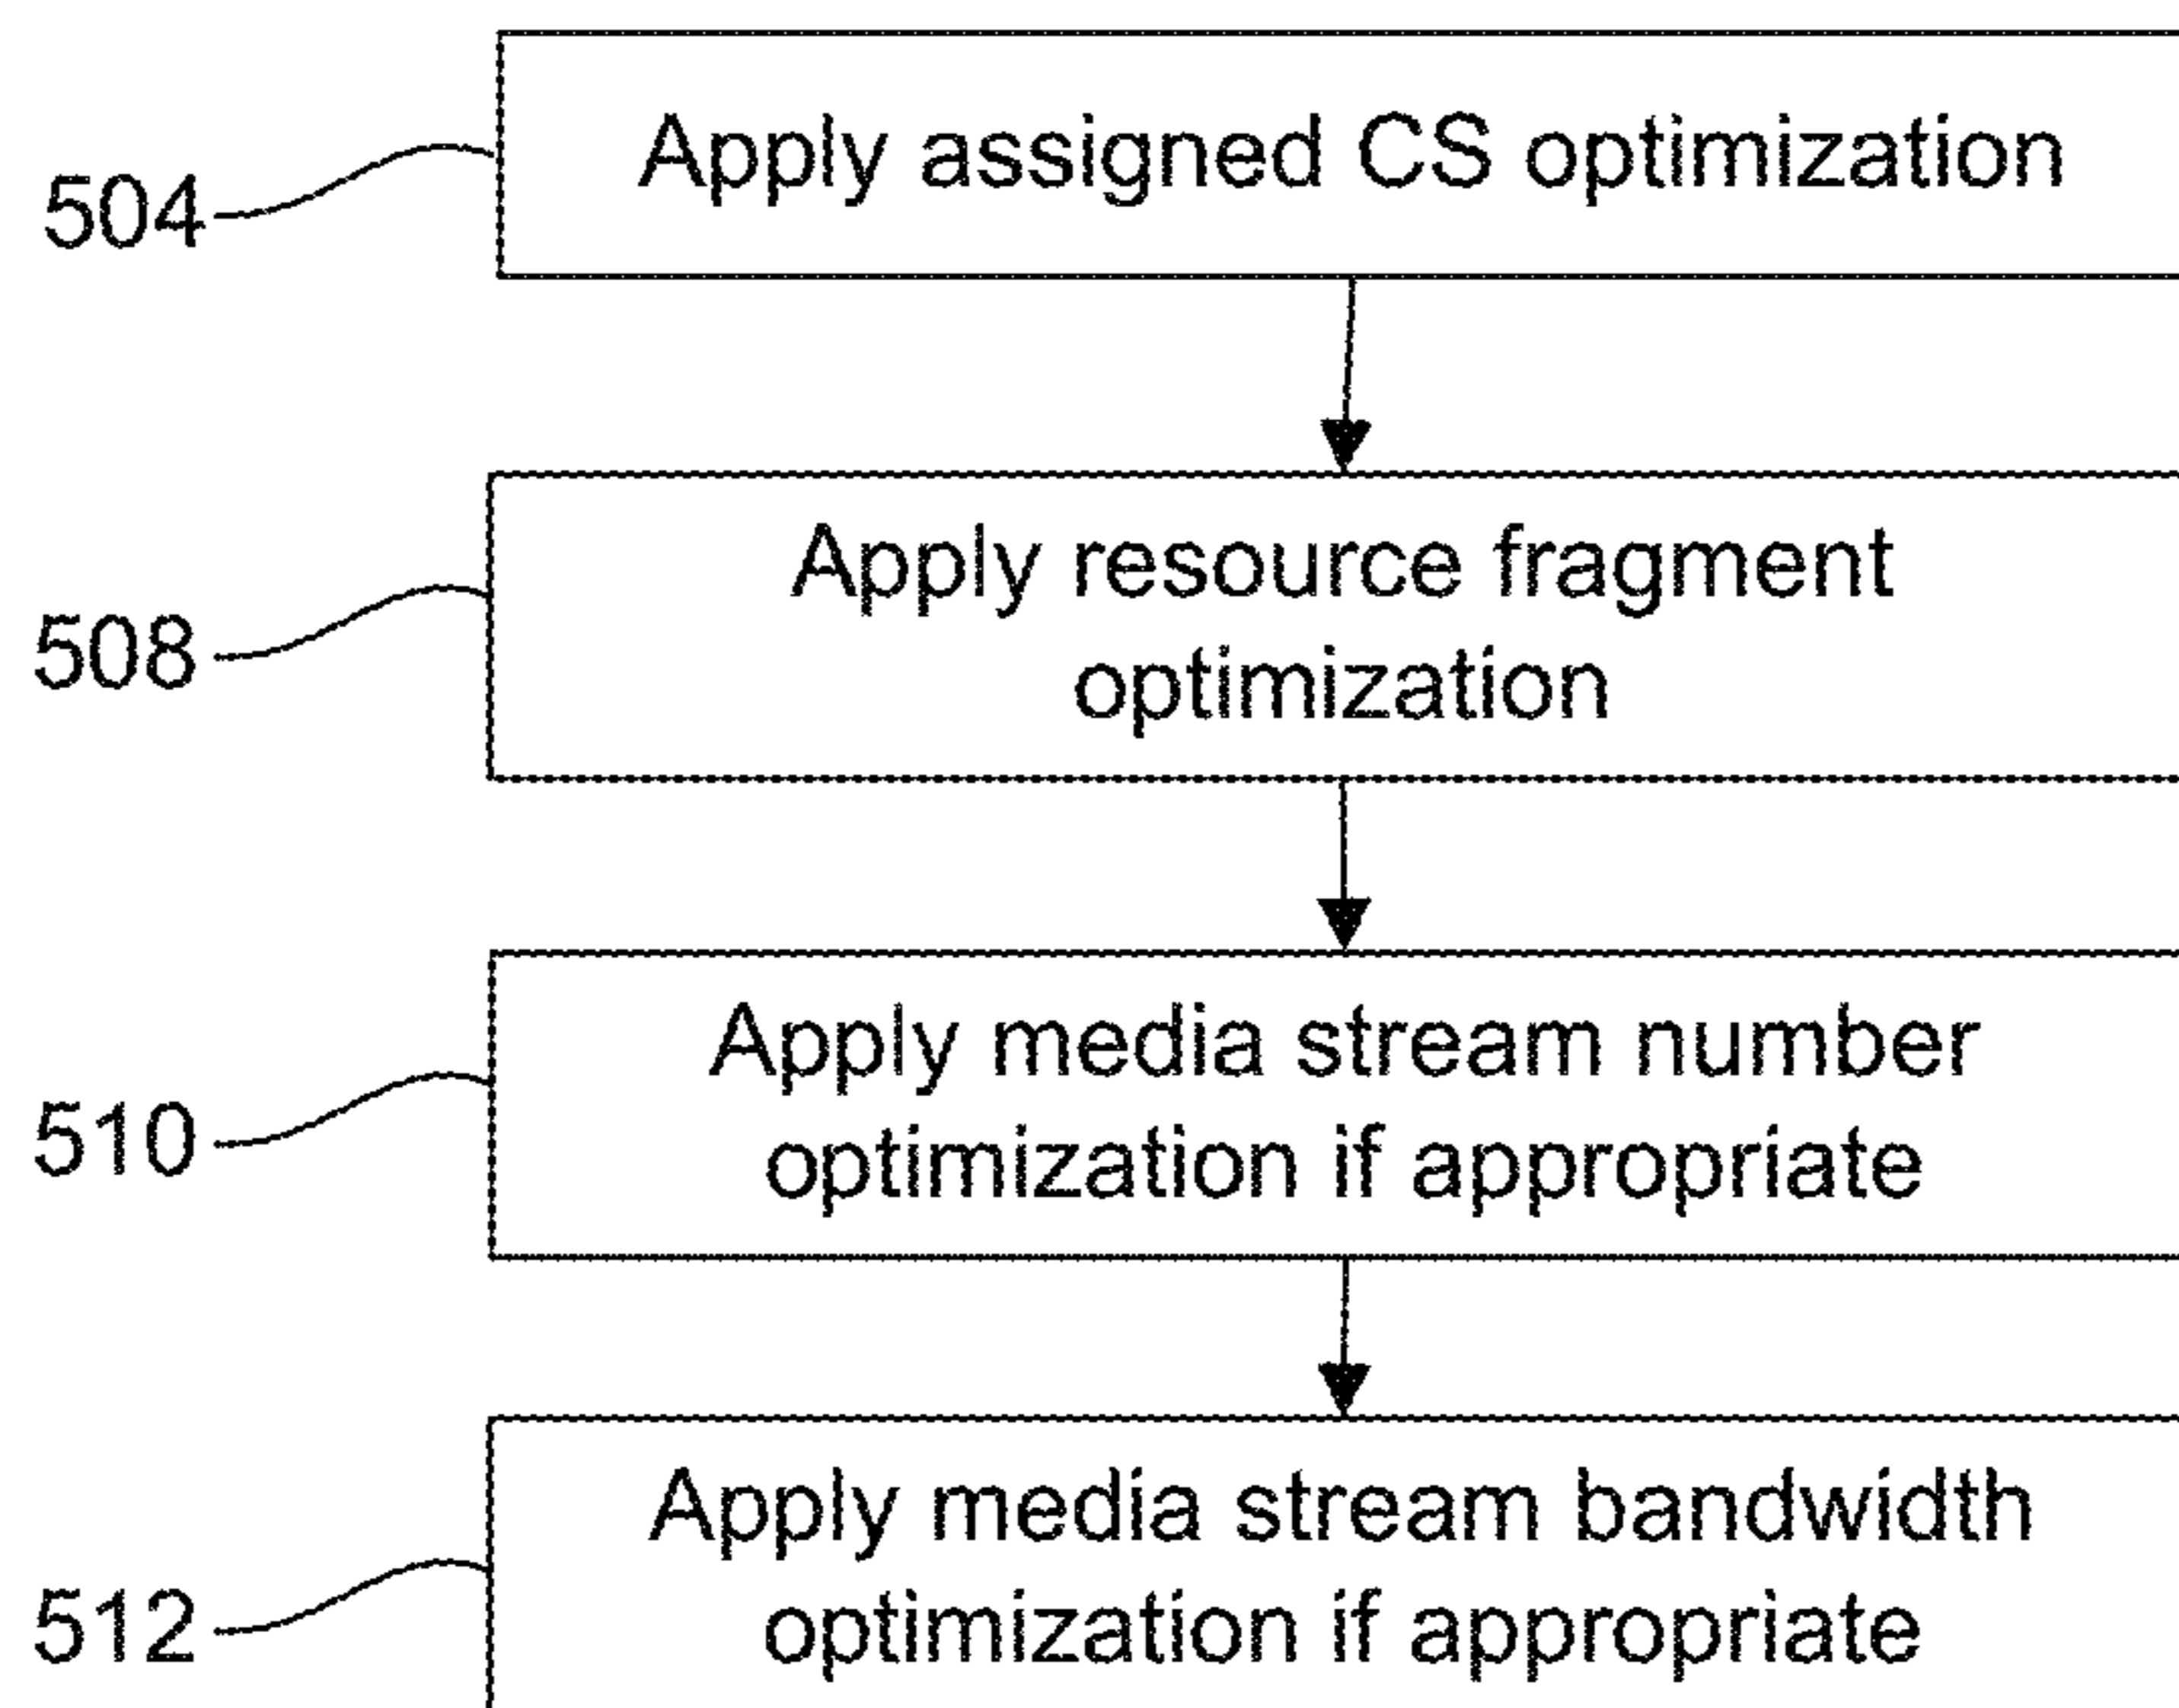 504
Apply assigned CS optimization
508
Apply resource fragment
optimization
510
Apply media stream number
optimization if appropriate
512
Apply media stream bandwidth
optimization if appropriate